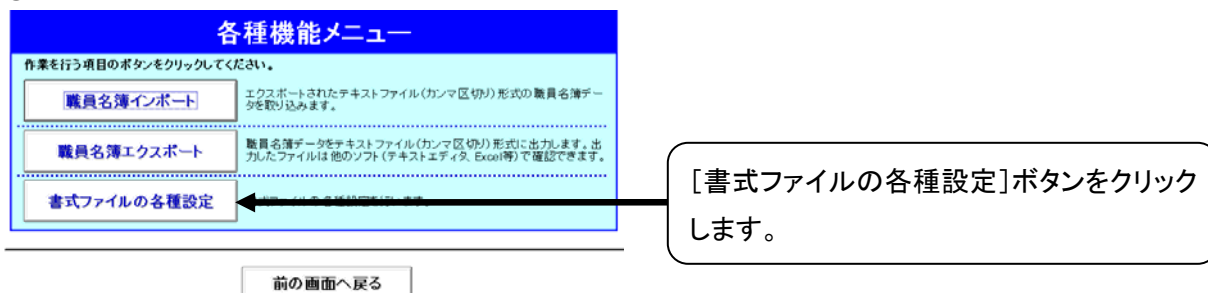 各種機能メニュー
作業を行う項目のボタンをクリックしてください。
職員名簿インポート
エクスポートされたテキストファイル(カンマ区切り)形式の職員名簿デー
タを取り込みます。
職員名簿エクスポート
職員名簿データをテキストファイル(カンマ区切り)形式に出力します。出
力したファイルは他のソフト(テキストエディタ、Excel等)で確認できます。
書式ファイルの各種設定
[書式ファイルの各種設定]ボタンをクリック
します。
前の画面へ戻る